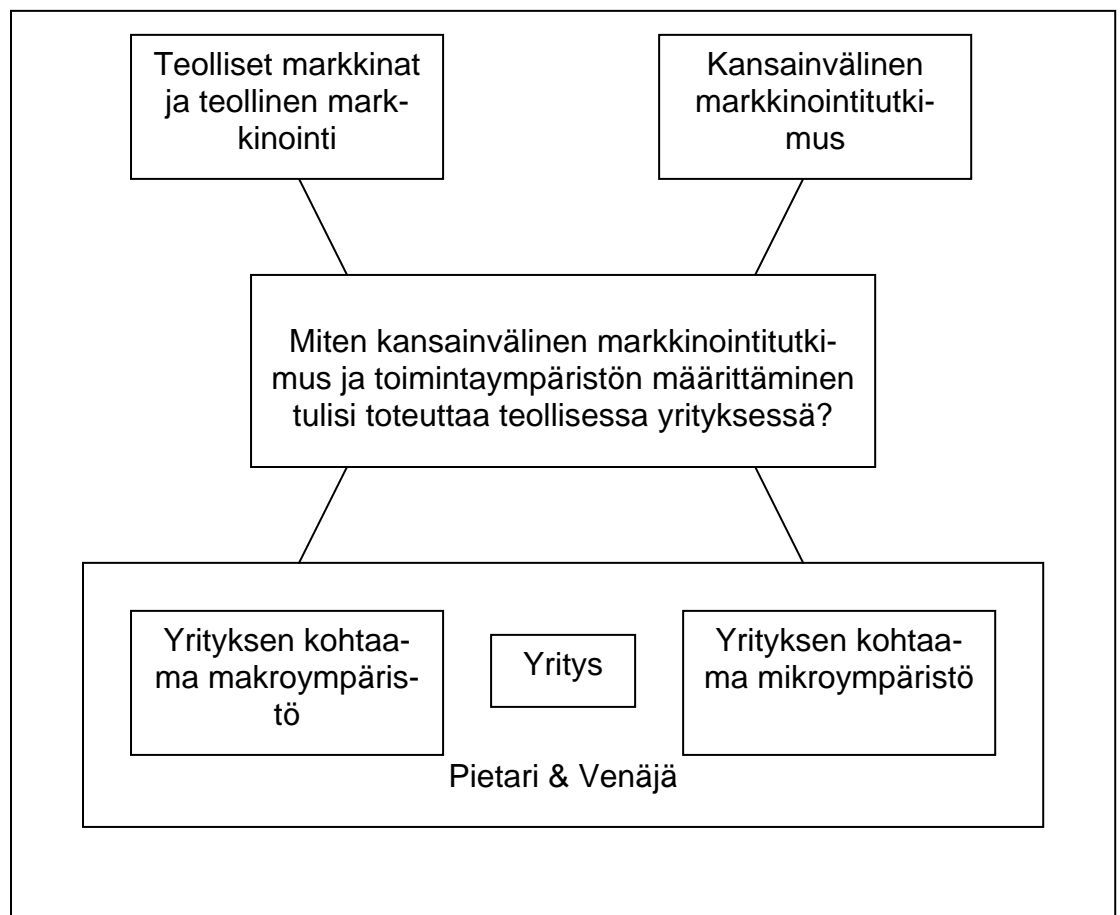 Teolliset markkinat
ja teollinen mark-
kinointi
Kansainvälinen
markkinointitutki-
mus
Miten kansainvälinen markkinointitutki-
mus ja toimintaympäristön määrittäminen
tulisi toteuttaa teollisessa yrityksessä?
Yrityksen kohtaa-
ma makroympäris-
tö
Yritys
Yrityksen kohtaa-
ma mikroympäristö
Pietari & Venäjä